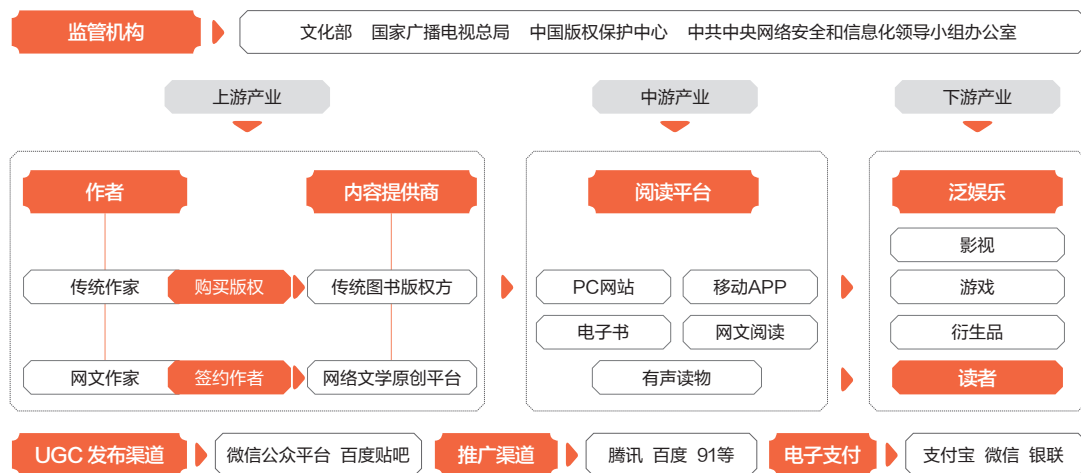 监管机构
文化部 国家广播电视总局 中国版权保护中心 中共中央网络安全和信息化领导小组办公室
上游产业 中游产业 下游产业
作者 内容提供商 阅读平台 泛娱乐
影视
传统作家 购买版权 传统图书版权方 PC网站 移动APP 游戏
电子书 网文阅读 衍生品
网文作家 签约作者 网络文学原创平台 有声读物 读者
UGC 发布渠道 微信公众平台 百度贴吧 推广渠道 腾讯 百度 91等 电子支付 支付宝 微信 银联